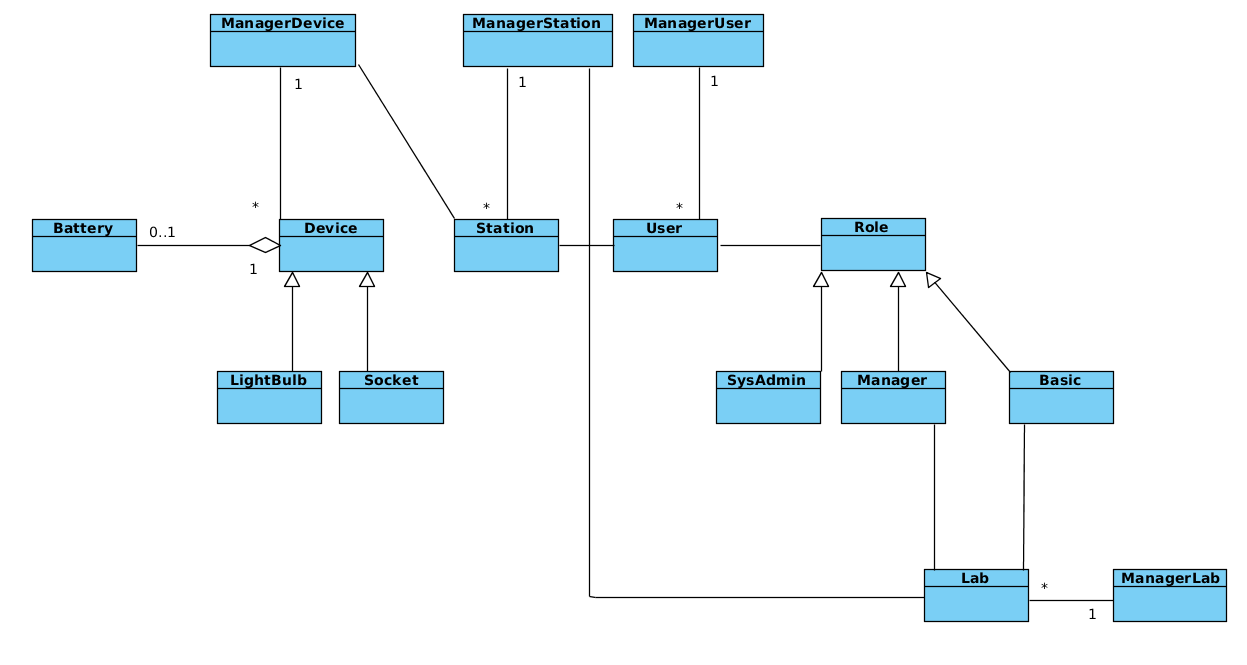 ManagerDevice
ManagerStation
ManagerUser
1
1
1
*
*
*
Battery
0..1
Device
Station
User
Role
1
LightBulb
Socket
SysAdmin
Manager
Basic
Lab
*
ManagerLab
1